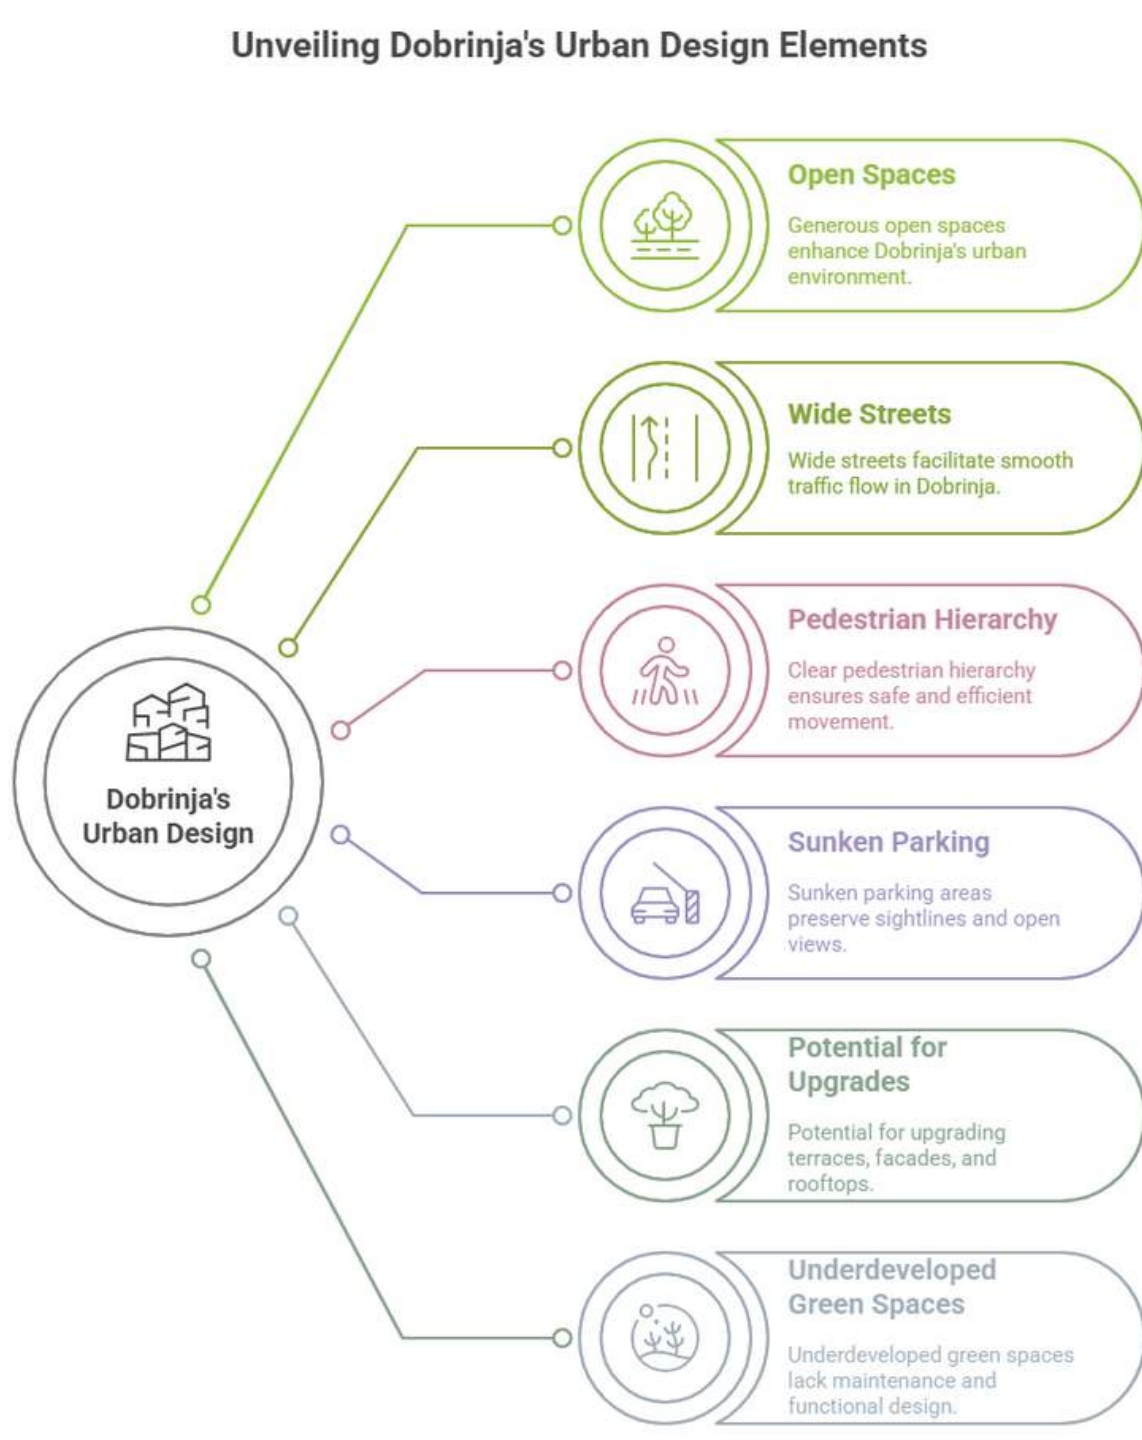 Unveiling Dobrinja's Urban Design Elements
Open Spaces
Generous open spaces
enhance Dobrinja's urban
environment.
Wide Streets
Wide streets facilitate smooth
traffic flow in Dobrinja.
Pedestrian Hierarchy
Clear pedestrian hierarchy
ensures safe and efficient
movement.
Dobrinja's
Urban Design
Sunken Parking
Sunken parking areas
preserve sightlines and open
views.
Potential for
Upgrades
Potential for upgrading
terraces, facades, and
rooftops.
Underdeveloped
Green Spaces
Underdeveloped green spaces
lack maintenance and
functional design.